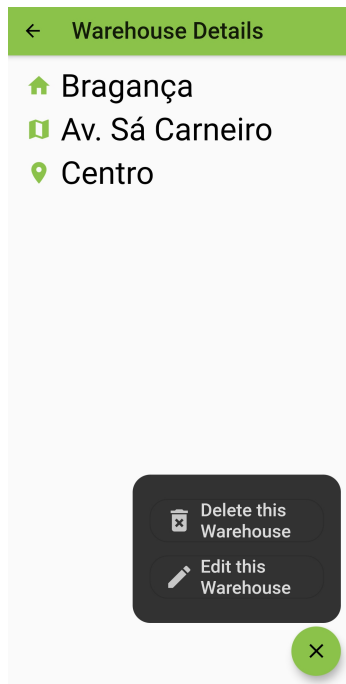 Warehouse Details
Bragança
Av. Sá Carneiro
Centro
Delete this
Warehouse
Edit this
Warehouse